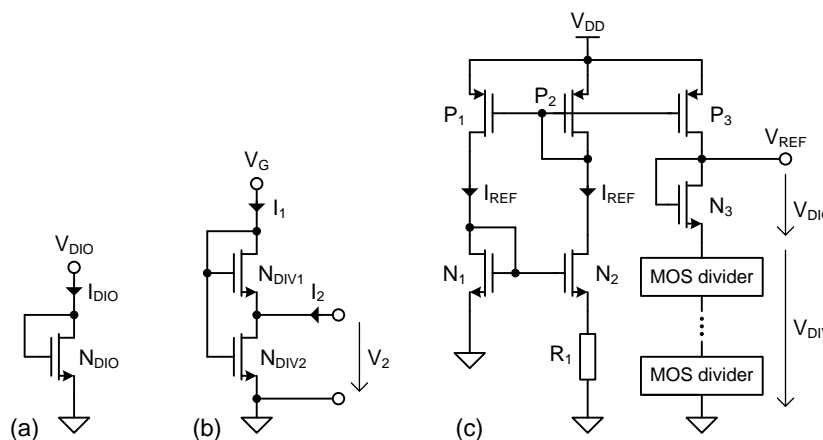 V_DIO
I_DIO
N_DIO
(a)
V_G
I_1
N_DIV1
I_2
N_DIV2
V_2
(b)
V_DD
P_1
P_2
P_3
V_REF
I_REF
I_REF
N_3
V_DIO
N_1
N_2
MOS divider
R_1
V_DIV
MOS divider
(c)